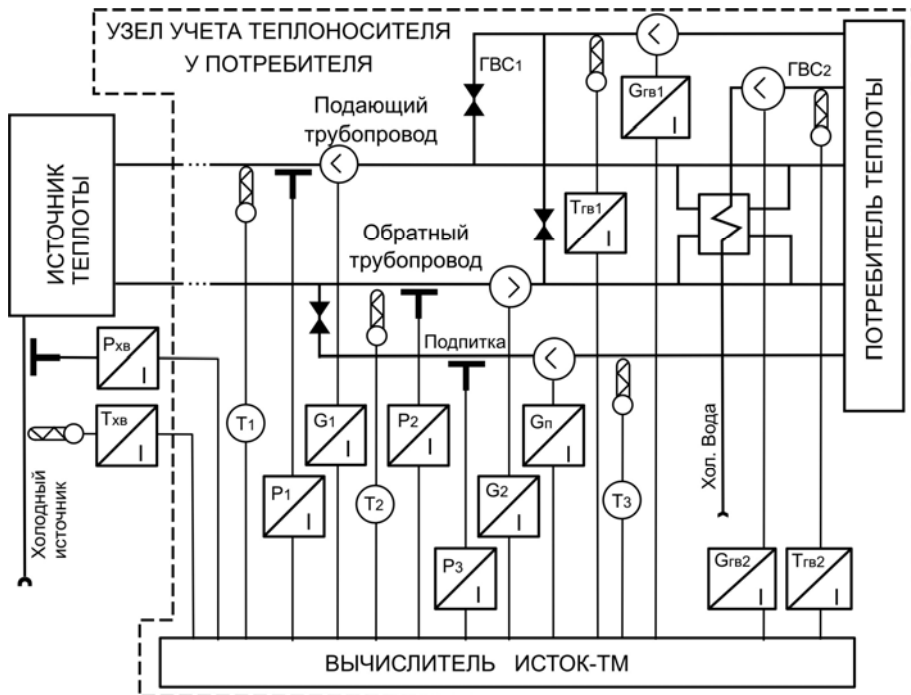 УЗЕЛ УЧЕТА ТЕПЛОНОСИТЕЛЯ
У ПОТРЕБИТЕЛЯ
ГВС1
ГВС2
Gгв1
I
Подающий
трубопровод
ИСТОЧНИК
ТЕПЛОТЫ
ПОТРЕБИТЕЛЬ ТЕПЛОТЫ
Tгв1
I
Обратный
трубопровод
Подпитка
Pхв
I
Tхв
I
T1
G1
I
P2
I
Gп
I
P1
I
T2
G2
I
T3
Хол. Вода
Холодный
источник
P3
I
Gгв2
I
Tгв2
I
ВЫЧИСЛИТЕЛЬ ИСТОК-ТМ